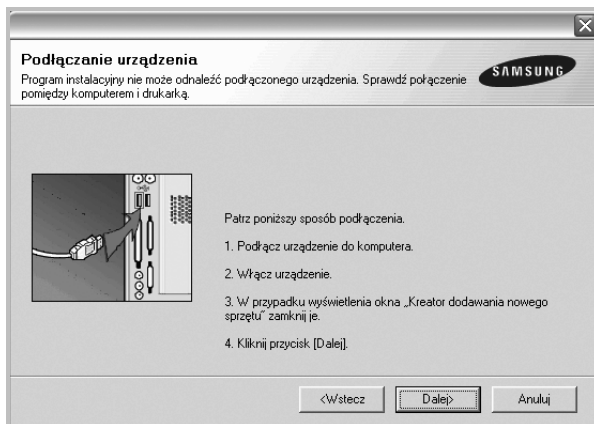 Podłączanie urządzenia
Program instalacyjny nie może odnaleźć podłączonego urządzenia. Sprawdź połączenie
pomiędzy komputerem i drukarką.
SAMSUNG
Patrz poniższy sposób podłączenia.
1. Podłącz urządzenie do komputera.
2. Włącz urządzenie.
3. W przypadku wyświetlenia okna „Kreator dodawania nowego
sprzętu” zamknij je.
4. Kliknij przycisk [Dalej].
<Wstecz
Dalej>
Anuluj